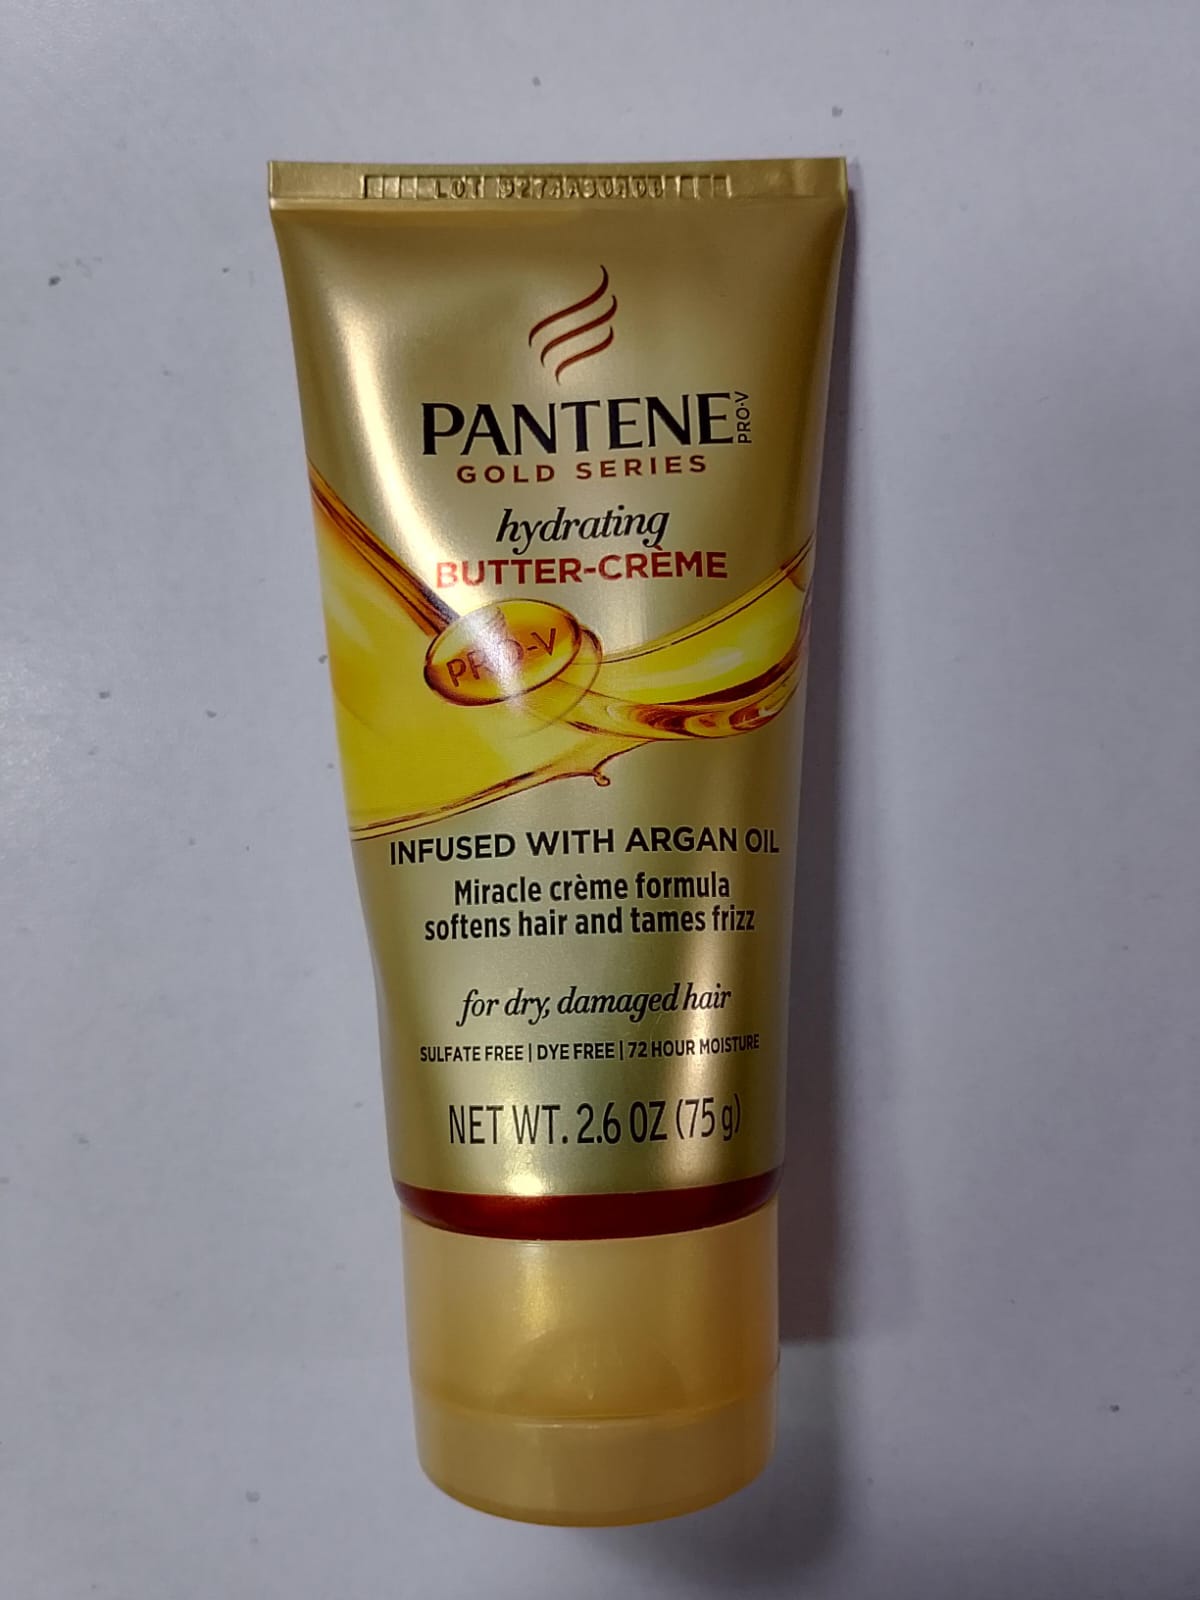 PANTENE PRO-V
GOLD SERIES
hydrating
BUTTER-CRÈME
PRO-V
INFUSED WITH ARGAN OIL
Miracle crème formula
softens hair and tames frizz
for dry, damaged hair
SULFATE FREE | DYE FREE | 72 HOUR MOISTURE
NET WT. 2.6 OZ (75 g)